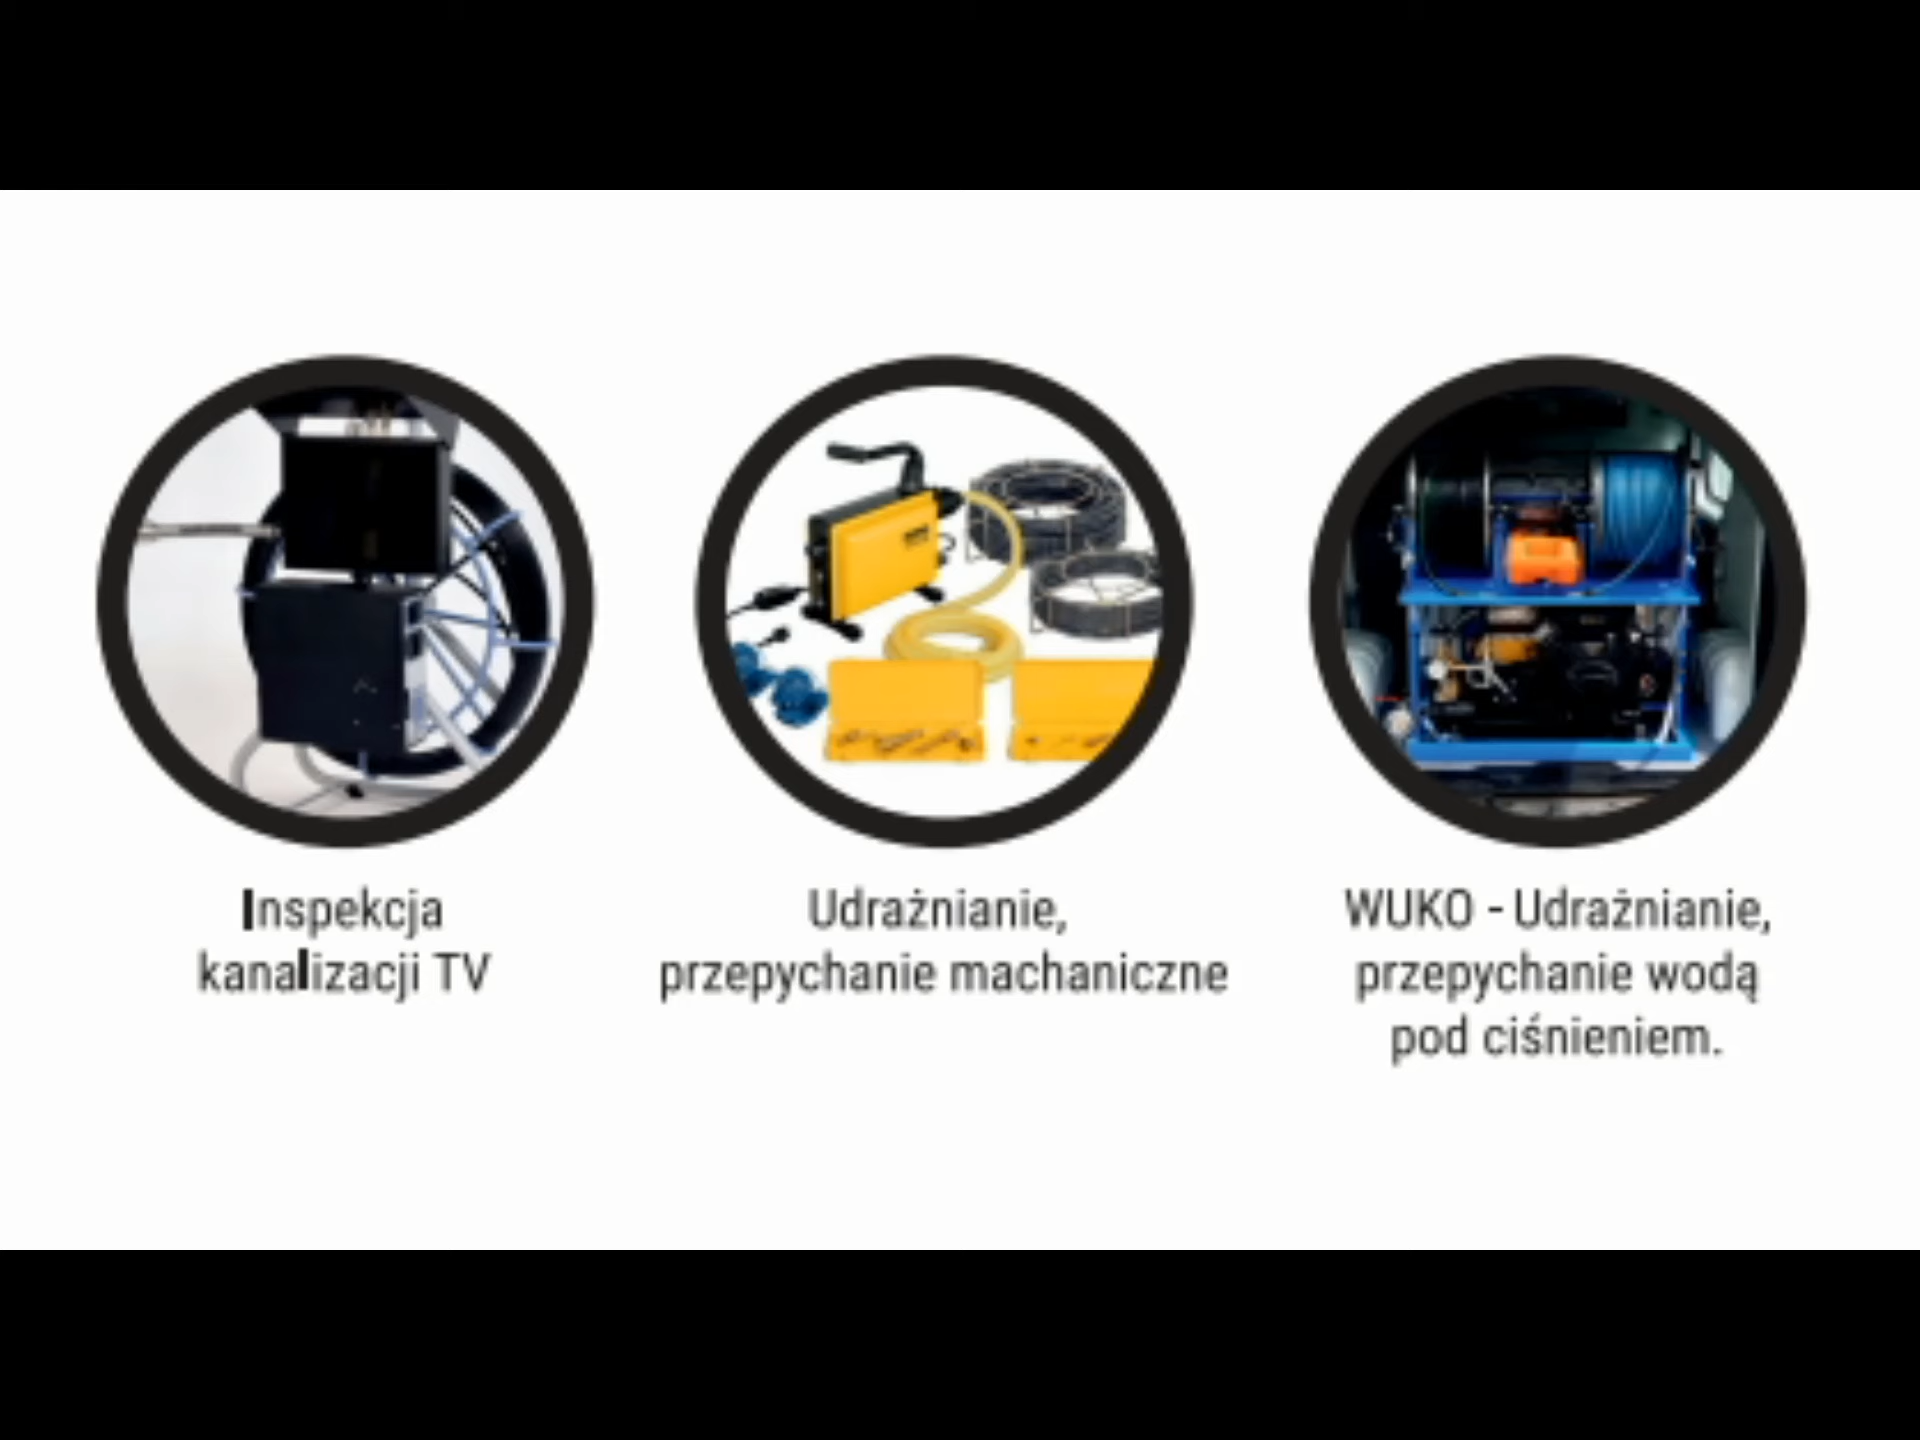 Inspekcja
kanalizacji TV
Udrażnianie,
przepychanie machaniczne
WUKO - Udrażnianie,
przepychanie wodą
pod ciśnieniem.